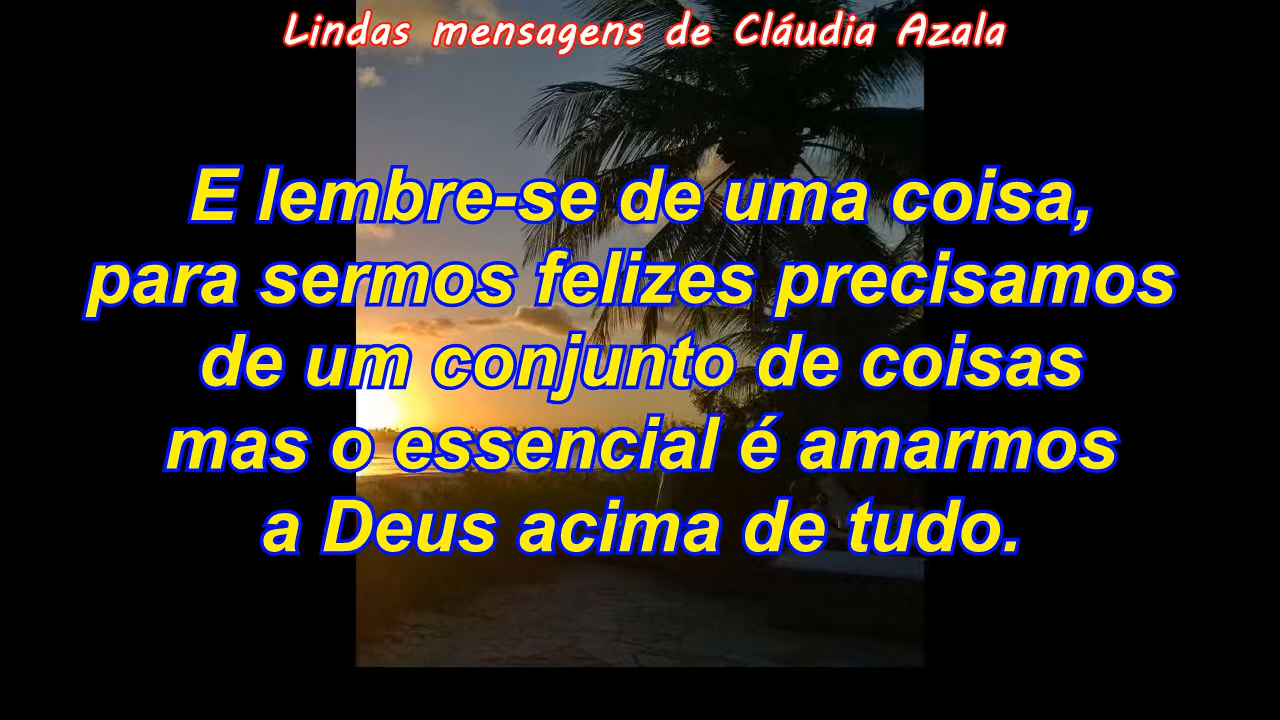 Lindas mensagens de Cláudia Azala
E lembre-se de uma coisa,
para sermos felizes precisamos
de um conjunto de coisas
mas o essencial é amarmos
a Deus acima de tudo.